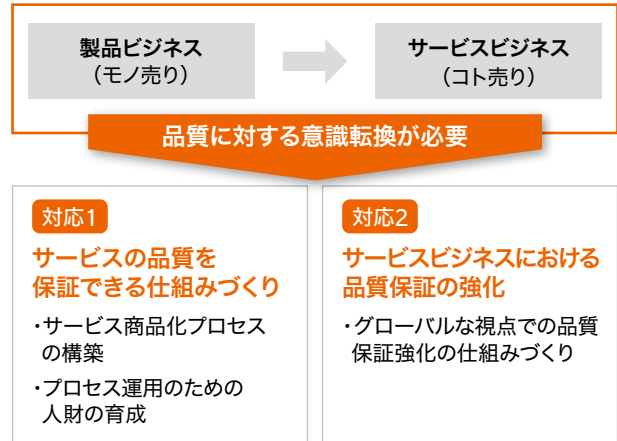 製品ビジネス
（モノ売り）
サービスビジネス
（コト売り）
品質に対する意識転換が必要
対応1
サービスの品質を
保証できる仕組みづくり
・サービス商品化プロセス
の構築
・プロセス運用のための
人財の育成
対応2
サービスビジネスにおける
品質保証の強化
・グローバルな視点での品質
保証強化の仕組みづくり